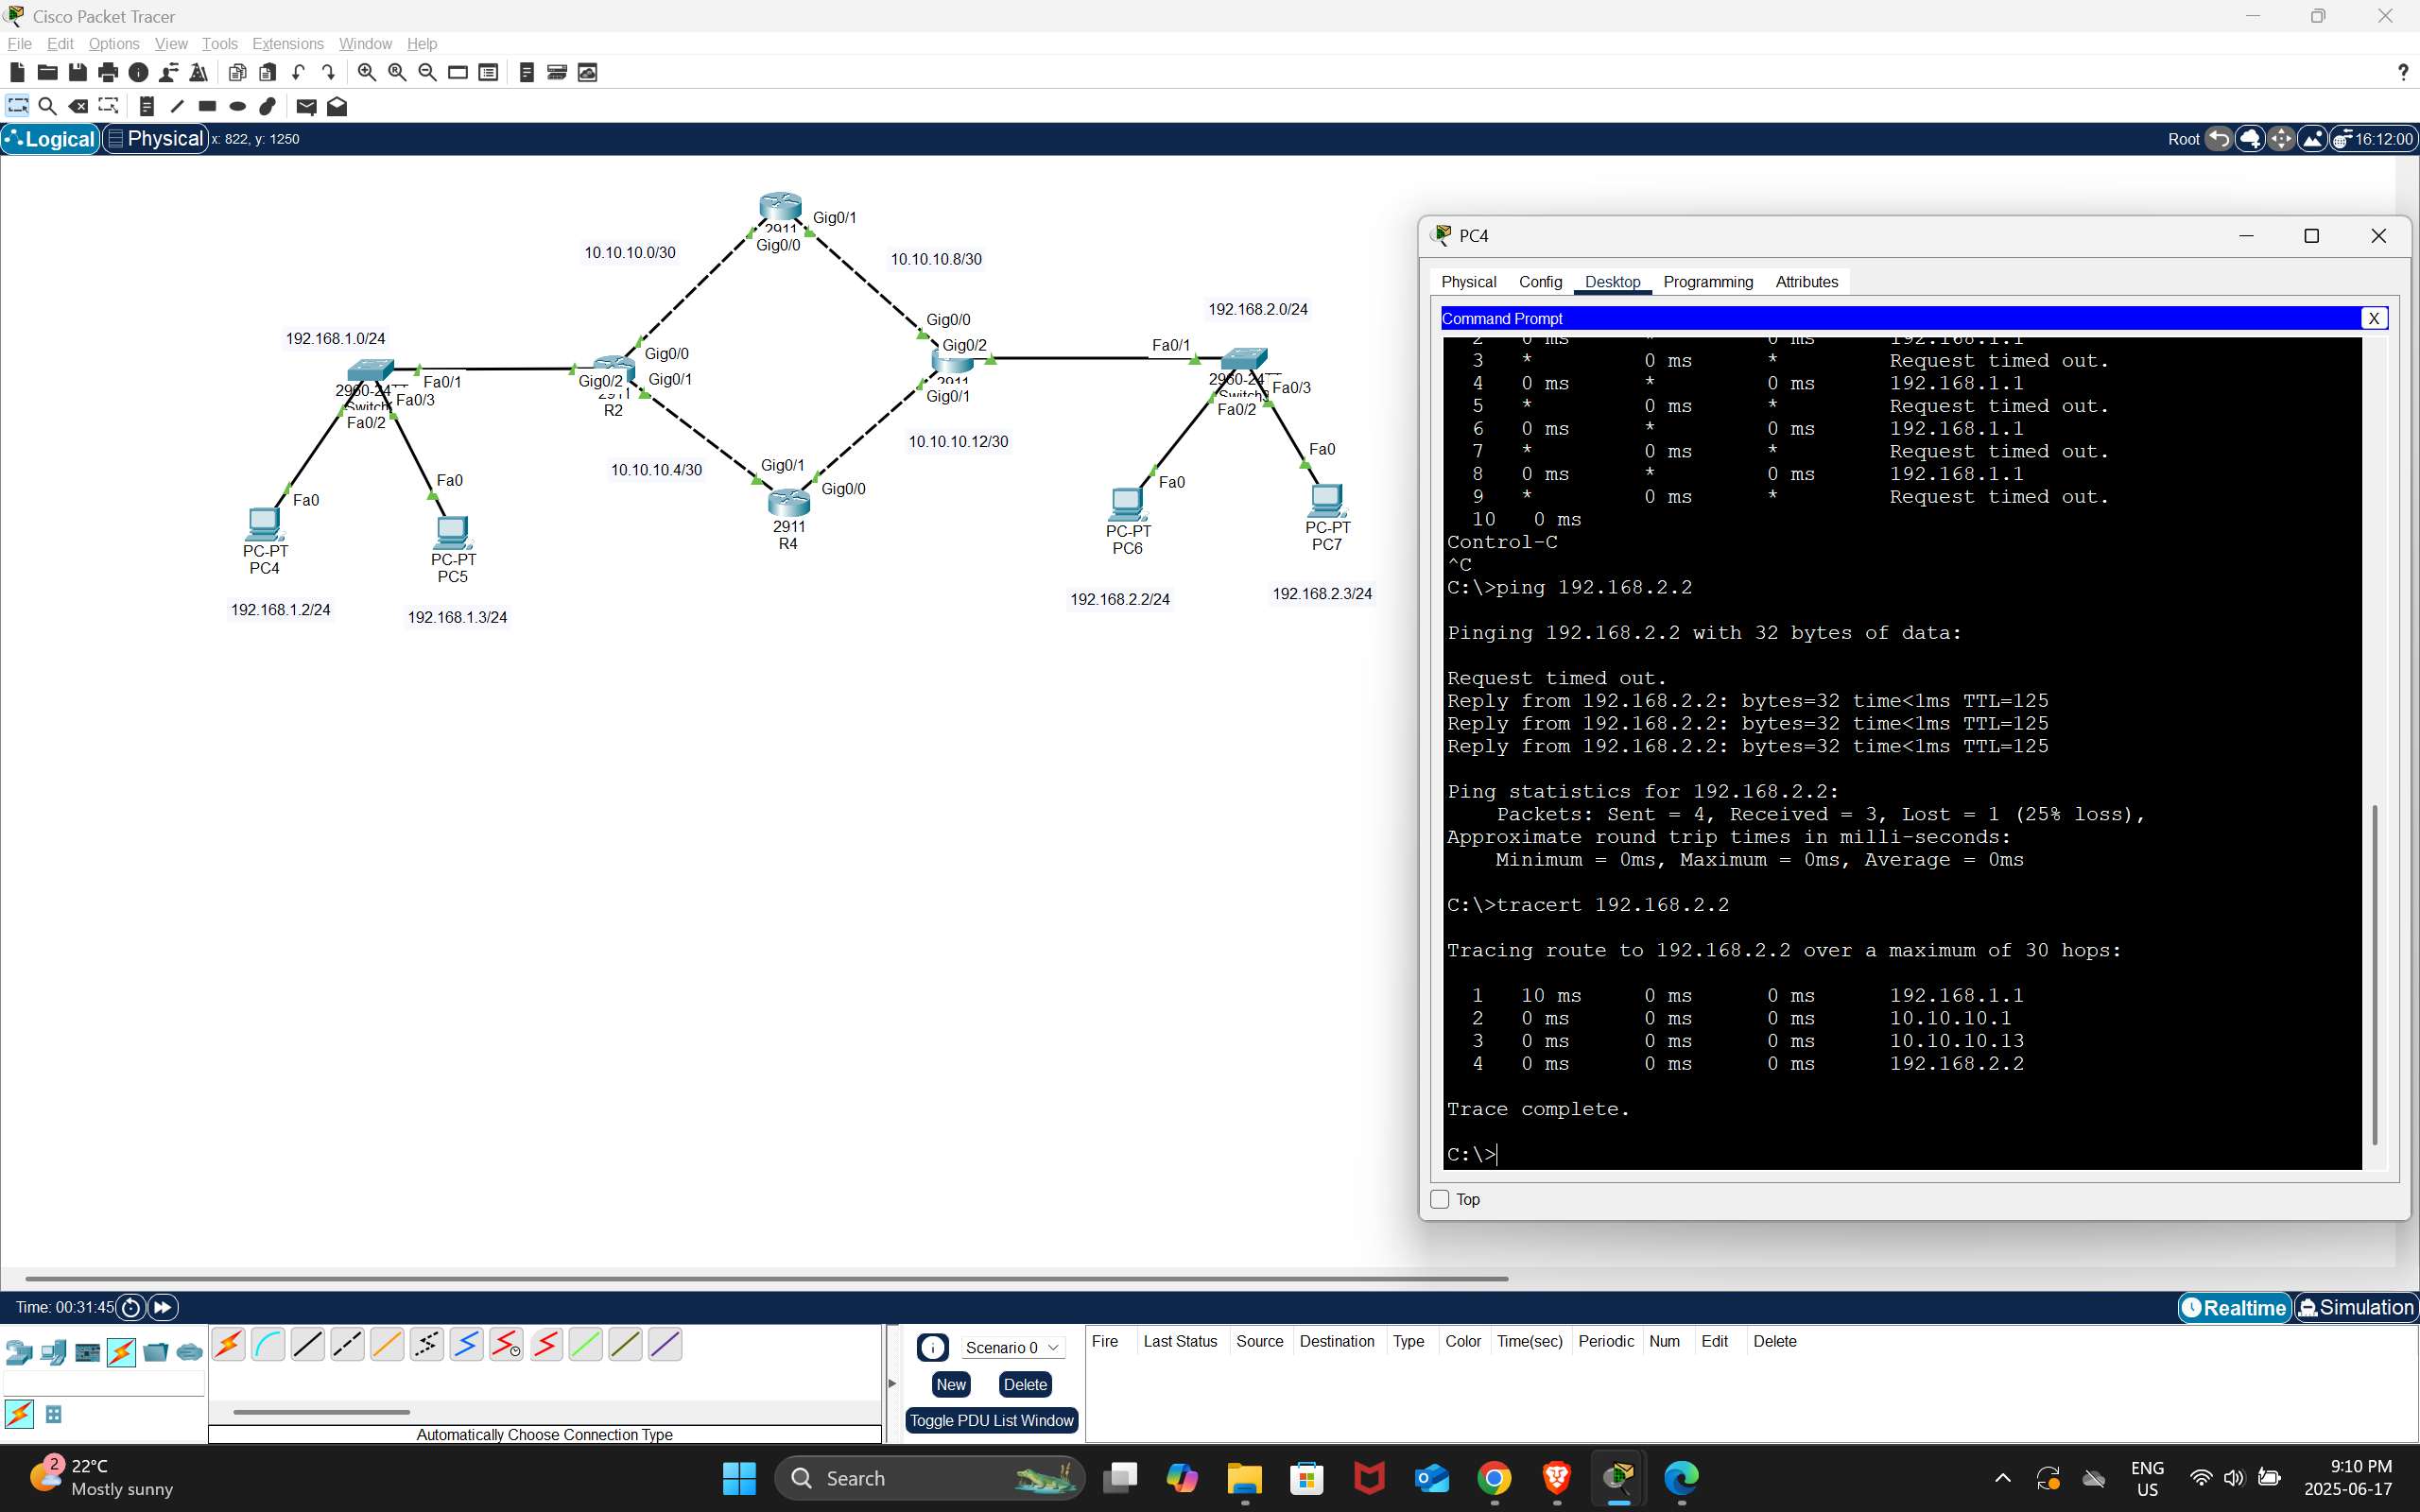 Cisco Packet Tracer
File Edit Options View Tools Extensions Window Help
?
Logical Physical x: 822, y: 1250
Root 16:12:00
Gig0/1
2911
Gig0/0
10.10.10.0/30
10.10.10.8/30
192.168.2.0/24
192.168.1.0/24
Gig0/0
Gig0/2
Fa0/1
Gig0/0
Gig0/2
Gig0/1
2911
R2
Fa0/1
2960-24TT
Fa0/3
Switch
Fa0/2
2911
Gig0/1
2960-24TT
Fa0/3
Switch
Fa0/2
10.10.10.12/30
10.10.10.4/30
Gig0/1
Gig0/0
2911
R4
Fa0
Fa0
Fa0
Fa0
PC-PT
PC4
PC-PT
PC5
PC-PT
PC6
PC-PT
PC7
192.168.1.2/24
192.168.1.3/24
192.168.2.2/24
192.168.2.3/24
PC4
Physical Config Desktop Programming Attributes
Command Prompt
X
2 0 ms * 0 ms 192.168.1.1
3 * 0 ms * Request timed out.
4 0 ms * 0 ms 192.168.1.1
5 * 0 ms * Request timed out.
6 0 ms * 0 ms 192.168.1.1
7 * 0 ms * Request timed out.
8 0 ms * 0 ms 192.168.1.1
9 * 0 ms * Request timed out.
10 0 ms
Control-C
^C
C:\>ping 192.168.2.2
Pinging 192.168.2.2 with 32 bytes of data:
Request timed out.
Reply from 192.168.2.2: bytes=32 time<1ms TTL=125
Reply from 192.168.2.2: bytes=32 time<1ms TTL=125
Reply from 192.168.2.2: bytes=32 time<1ms TTL=125
Ping statistics for 192.168.2.2:
Packets: Sent = 4, Received = 3, Lost = 1 (25% loss),
Approximate round trip times in milli-seconds:
Minimum = 0ms, Maximum = 0ms, Average = 0ms
C:\>tracert 192.168.2.2
Tracing route to 192.168.2.2 over a maximum of 30 hops:
1 10 ms 0 ms 0 ms 192.168.1.1
2 0 ms 0 ms 0 ms 10.10.10.1
3 0 ms 0 ms 0 ms 10.10.10.13
4 0 ms 0 ms 0 ms 192.168.2.2
Trace complete.
C:\>
Top
Time: 00:31:45
Realtime Simulation
Scenario 0
New Delete
Toggle PDU List Window
Fire Last Status Source Destination Type Color Time(sec) Periodic Num Edit Delete
Automatically Choose Connection Type
2
22°C
Mostly sunny
Search
ENG
US
9:10 PM
2025-06-17